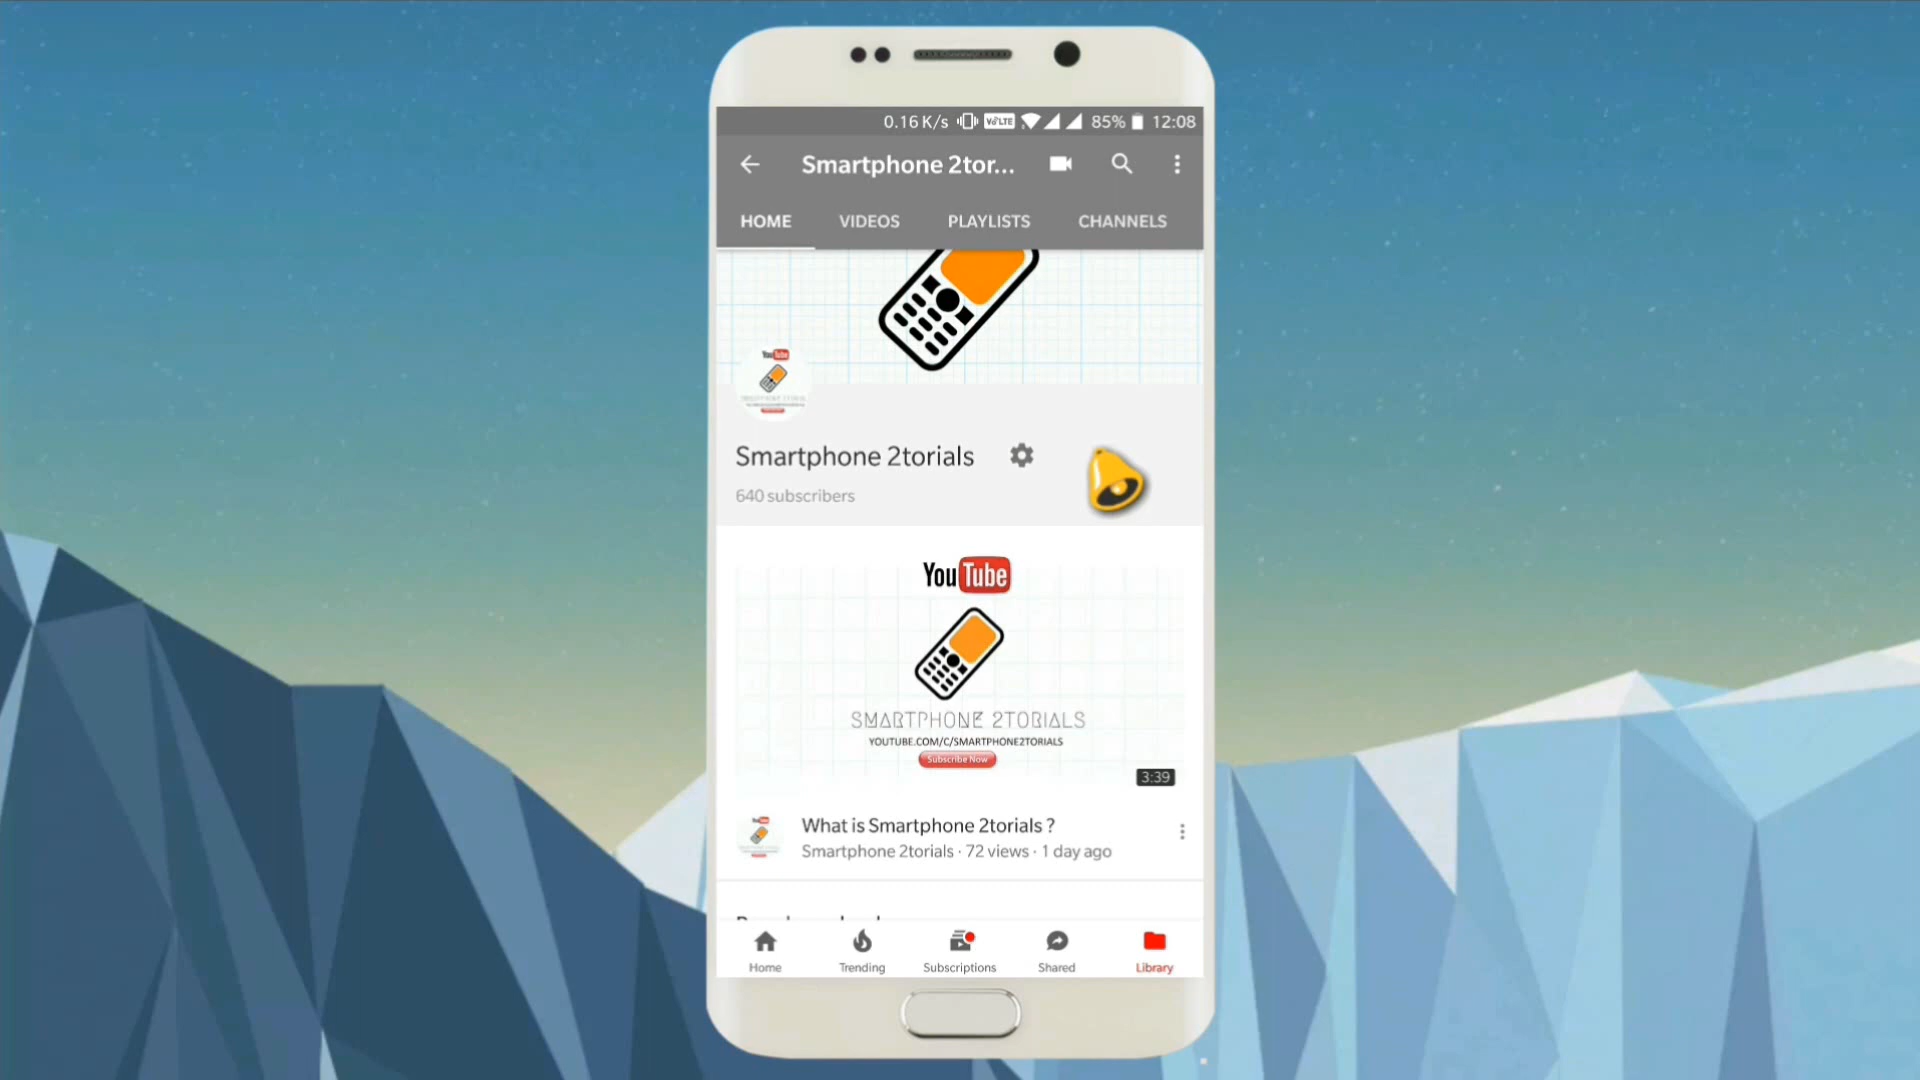 0.16 K/s VoLTE 85% 12:08
Smartphone 2tor...
HOME VIDEOS PLAYLISTS CHANNELS
YouTube
Smartphone 2torials
640 subscribers
YouTube
SMARTPHONE 2TORIALS
YOUTUBE.COM/C/SMARTPHONE2TORIALS
Subscribe Now
3:39
What is Smartphone 2torials ?
Smartphone 2torials · 72 views · 1 day ago
Home Trending Subscriptions Shared Library